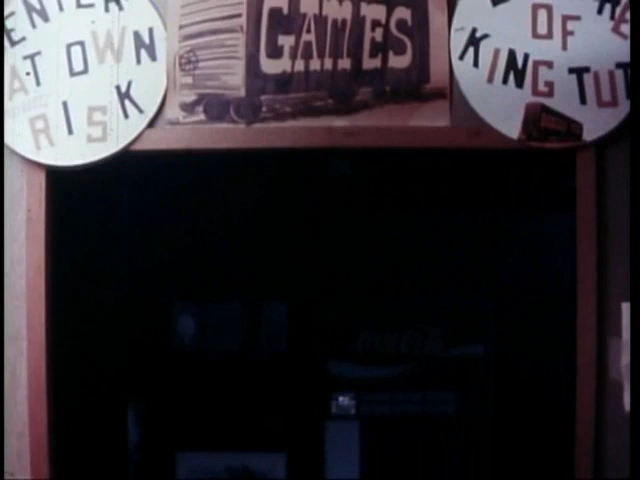 ENTER
AT OWN
RISK
GAMES
OF
KING TUT